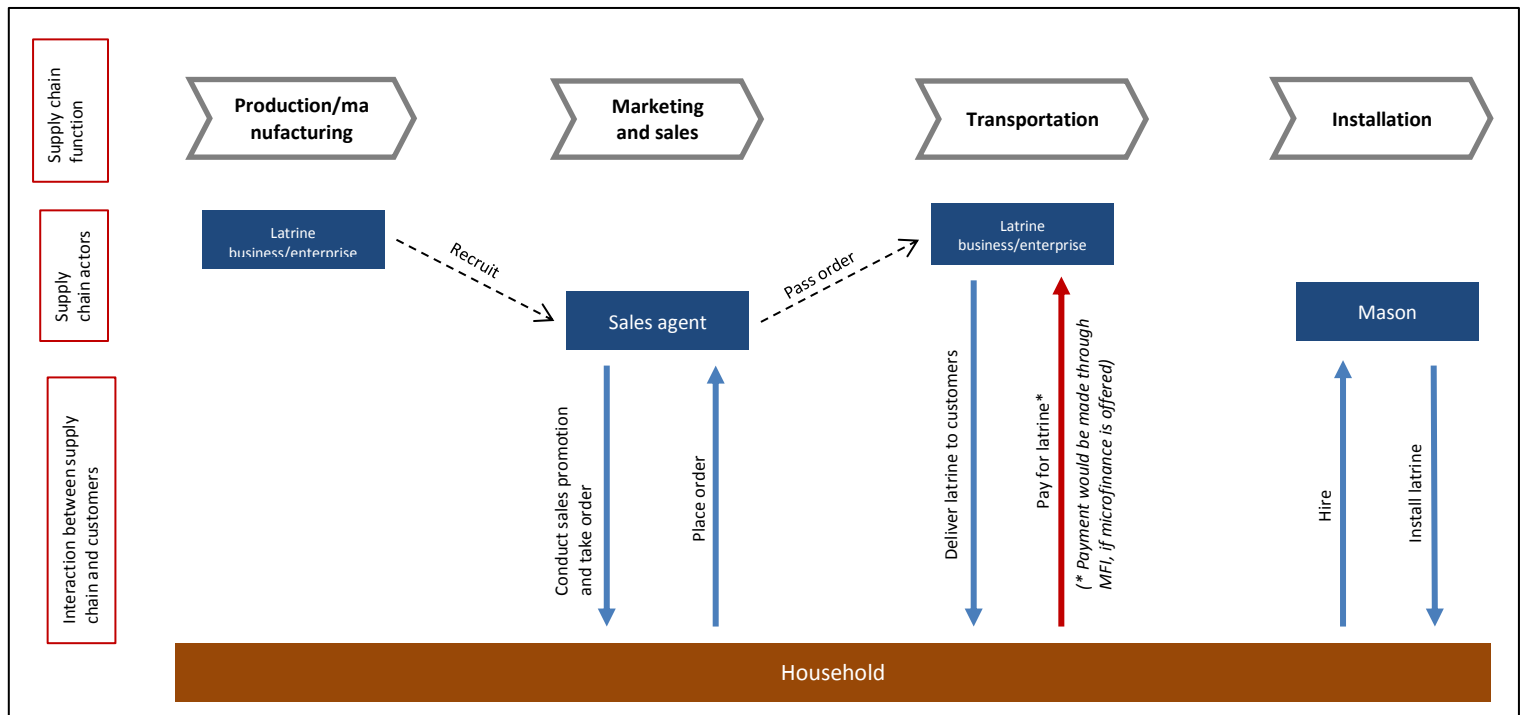 Supply chain
function
Production/ma
nufacturing
Marketing
and sales
Transportation
Installation
Supply
chain actors
Latrine
business/enterprise
Recruit
Sales agent
Pass order
Latrine
business/enterprise
Mason
Interaction between supply
chain and customers
Conduct sales promotion
and take order
Place order
Deliver latrine to customers
Pay for latrine*
(* Payment would be made through
MFI, if microfinance is offered)
Hire
Install latrine
Household